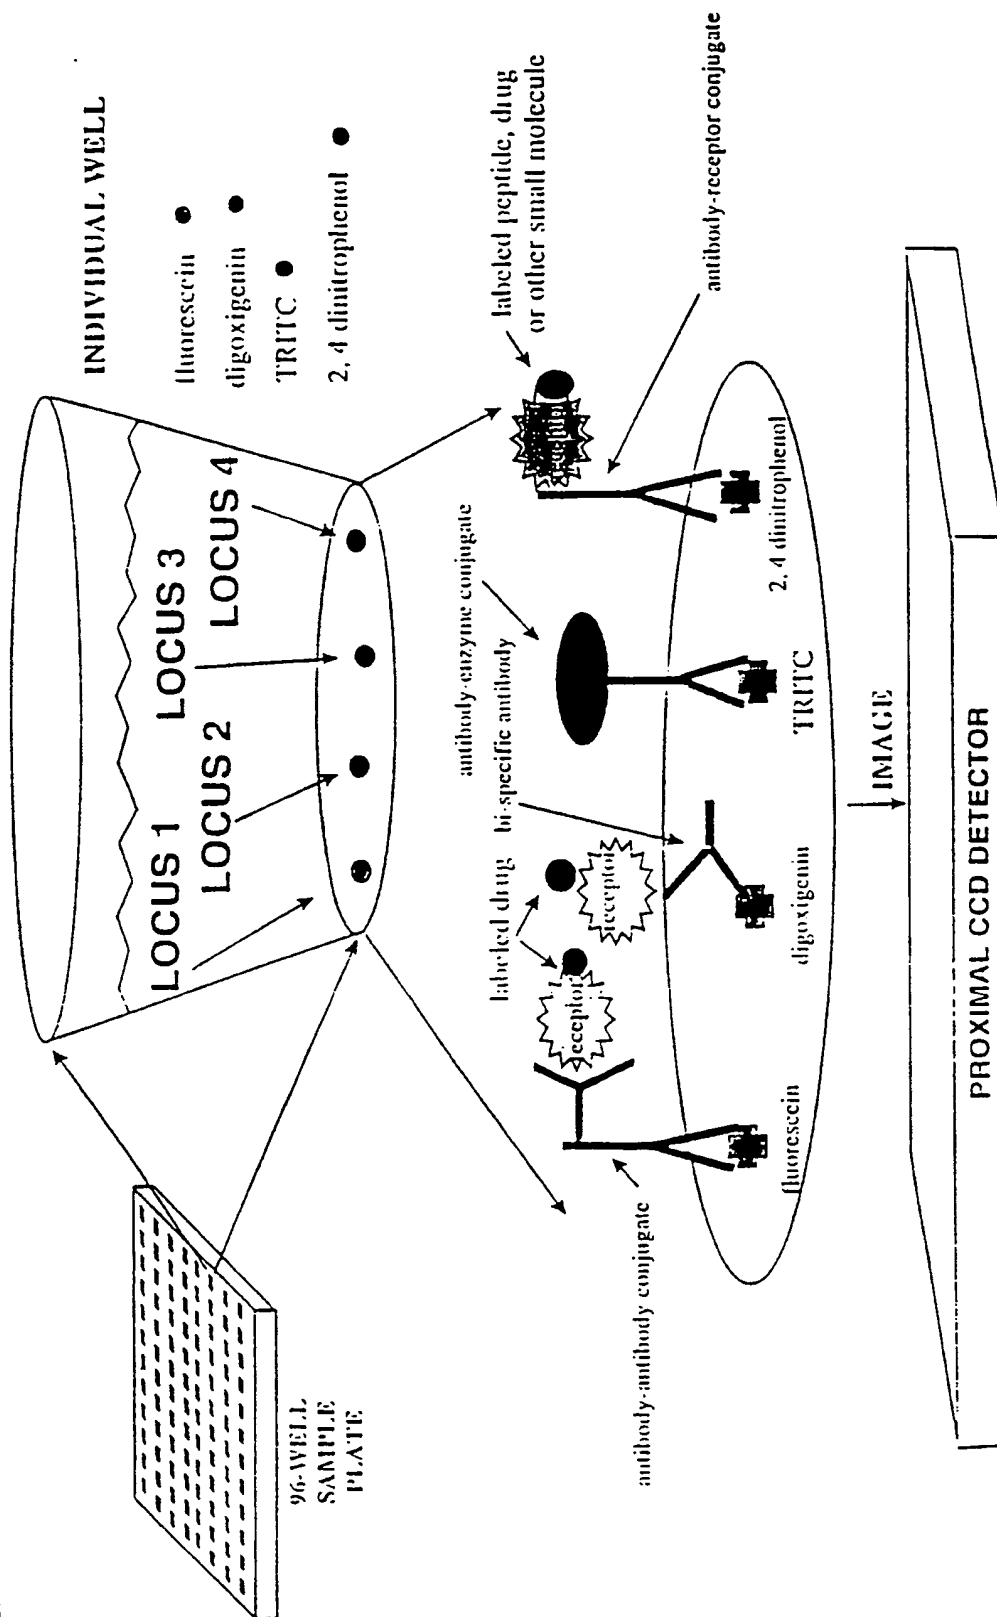 INDIVIDUAL WELL
fluorescein
digoxigenin
TRITC
2, 4 dinitrophenol
LOCUS 1
LOCUS 2
LOCUS 3
LOCUS 4
96-WELL
SAMPLE
PLATE
labeled peptide, drug
or other small molecule
antibody-receptor conjugate
antibody-enzyme conjugate
bi-specific antibody
labeled drug
receptor
receptor
antibody-antibody conjugate
fluorescein
digoxigenin
TRITC
2, 4 dinitrophenol
IMAGE
PROXIMAL CCD DETECTOR